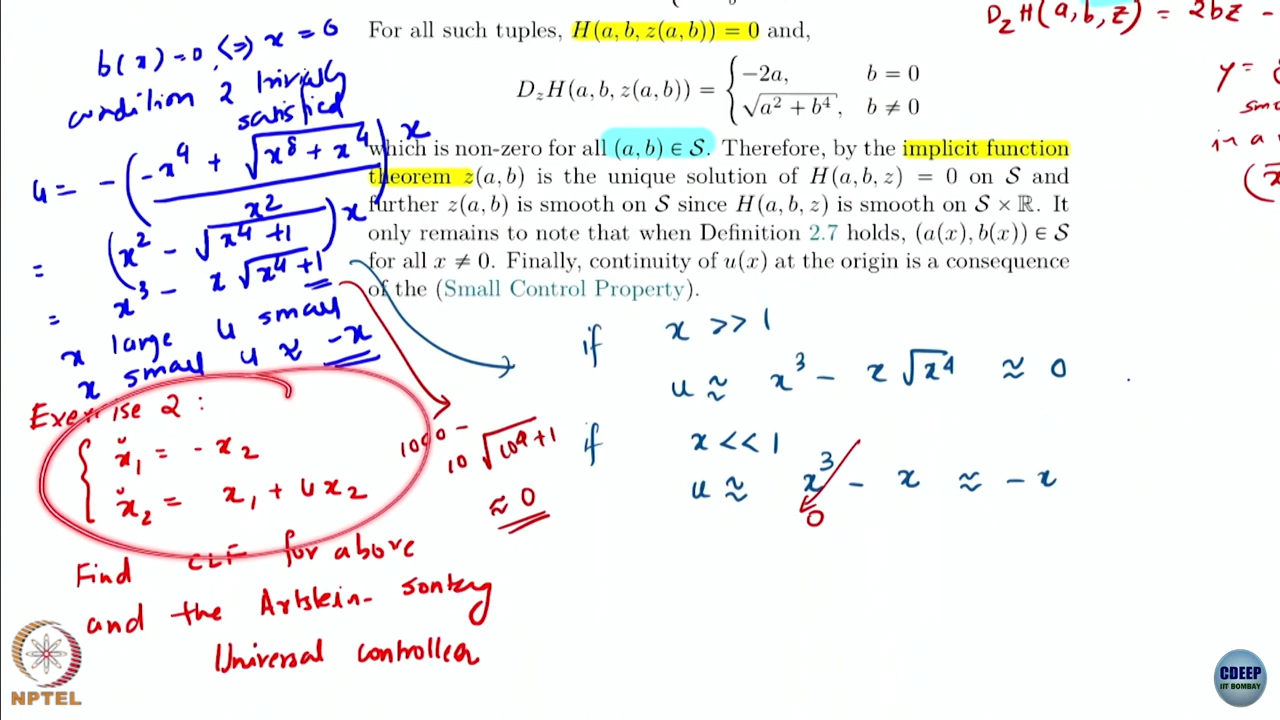 For all such tuples, H(a, b, z(a, b)) = 0 and,
D_z H(a, b, z(a, b)) = { −2a, b = 0
√(a² + b⁴), b ≠ 0
which is non-zero for all (a, b) ∈ S. Therefore, by the implicit function
theorem z(a, b) is the unique solution of H(a, b, z) = 0 on S and
further z(a, b) is smooth on S since H(a, b, z) is smooth on S × ℝ. It
only remains to note that when Definition 2.7 holds, (a(x), b(x)) ∈ S
for all x ≠ 0. Finally, continuity of u(x) at the origin is a consequence
of the (Small Control Property).
D_z H(a, b, z) = 2bz −
y =
in a
b(x) = 0 <=> x = 0
condition 2 trivially
satisfied
u = − ( −x⁴ + √(x⁸ + x⁴) / x² ) x
= ( x² − √(x⁴ + 1) ) x
= x³ − x √(x⁴ + 1)
x large u small
x small u ≈ −x
if x >> 1
u ≈ x³ − x √x⁴ ≈ 0
if x << 1
u ≈ x³ − x ≈ −x
0
1000 −
10 √(10⁴ + 1)
≈ 0
Exercise 2 :
{ ẋ₁ = − x₂
ẋ₂ = x₁ + u x₂
Find CLF for above
and the Artstein - Sontag
Universal controller
NPTEL
CDEEP
IIT BOMBAY